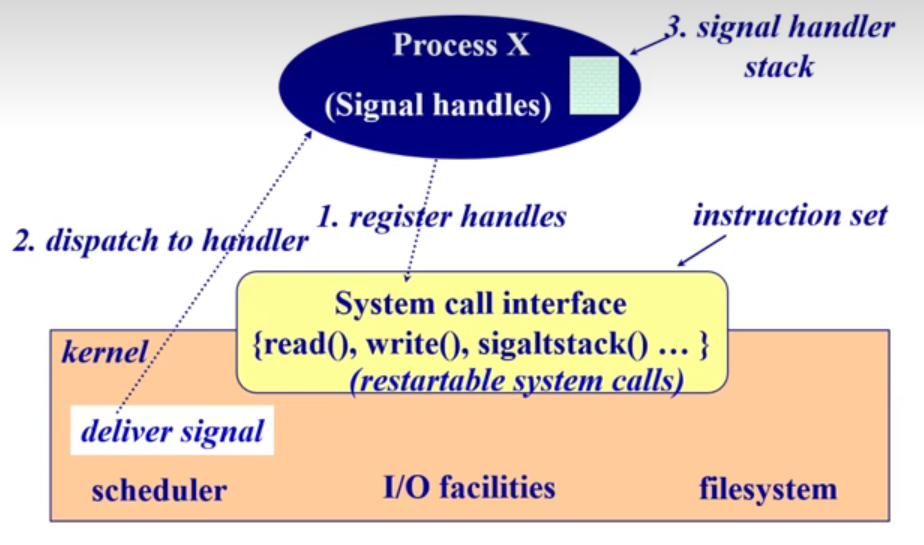 Process X
(Signal handles)
3. signal handler
stack
1. register handles
instruction set
2. dispatch to handler
System call interface
{read(), write(), sigaltstack() … }
(restartable system calls)
kernel
deliver signal
scheduler
I/O facilities
filesystem